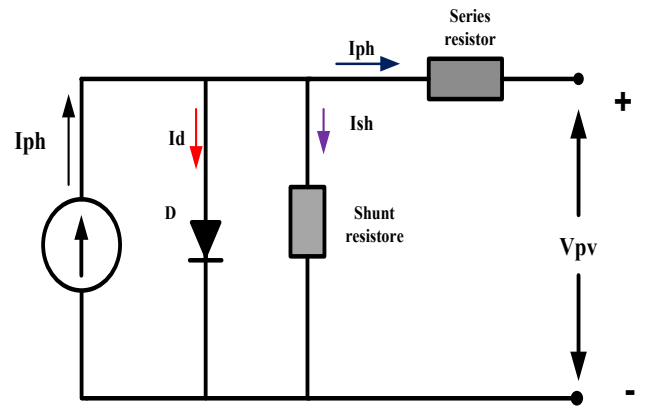 Series
resistor
Iph
+
Iph
Id
Ish
D
Shunt
resistore
Vpv
-